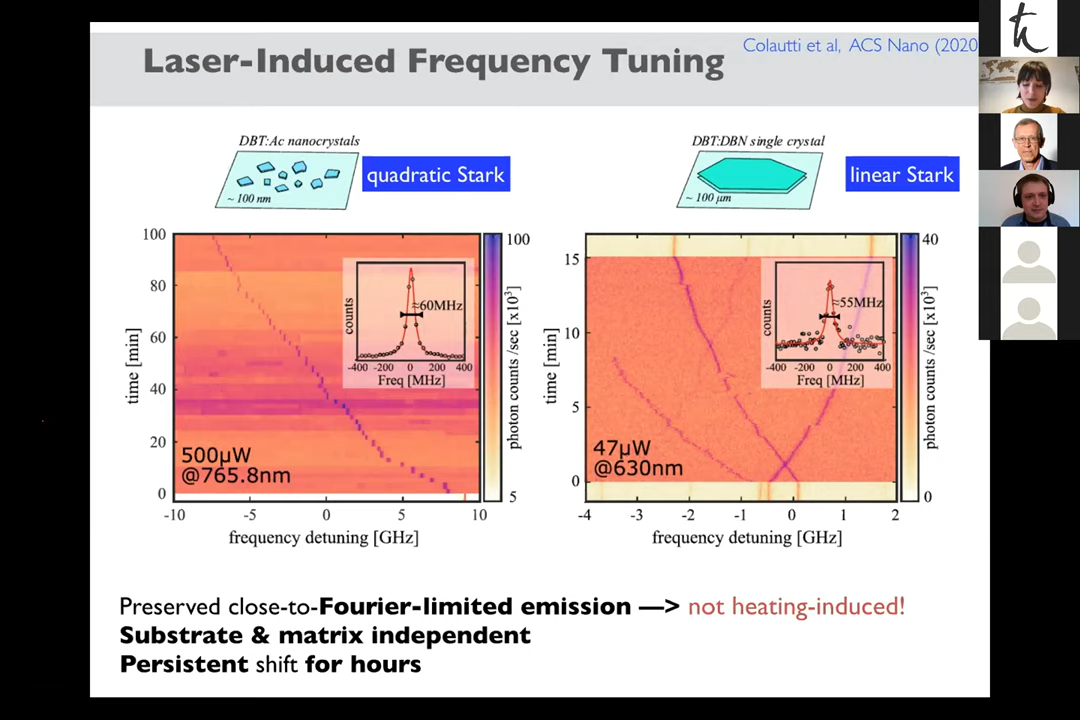 Laser-Induced Frequency Tuning
Colautti et al, ACS Nano (2020
DBT:Ac nanocrystals
quadratic Stark
~ 100 nm
DBT:DBN single crystal
linear Stark
~ 100 μm
100
80
60
40
20
0
time [min]
-10
-5
0
5
10
frequency detuning [GHz]
500μW
@765.8nm
counts
≈60MHz
-400 -200 0 200 400
Freq [MHz]
100
5
photon counts /sec [x10³]
15
10
5
0
time [min]
-4
-3
-2
-1
0
1
2
frequency detuning [GHz]
47μW
@630nm
counts
≈55MHz
-400 -200 0 200 400
Freq [MHz]
40
0
photon counts /sec [x10³]
Preserved close-to-Fourier-limited emission —> not heating-induced!
Substrate & matrix independent
Persistent shift for hours